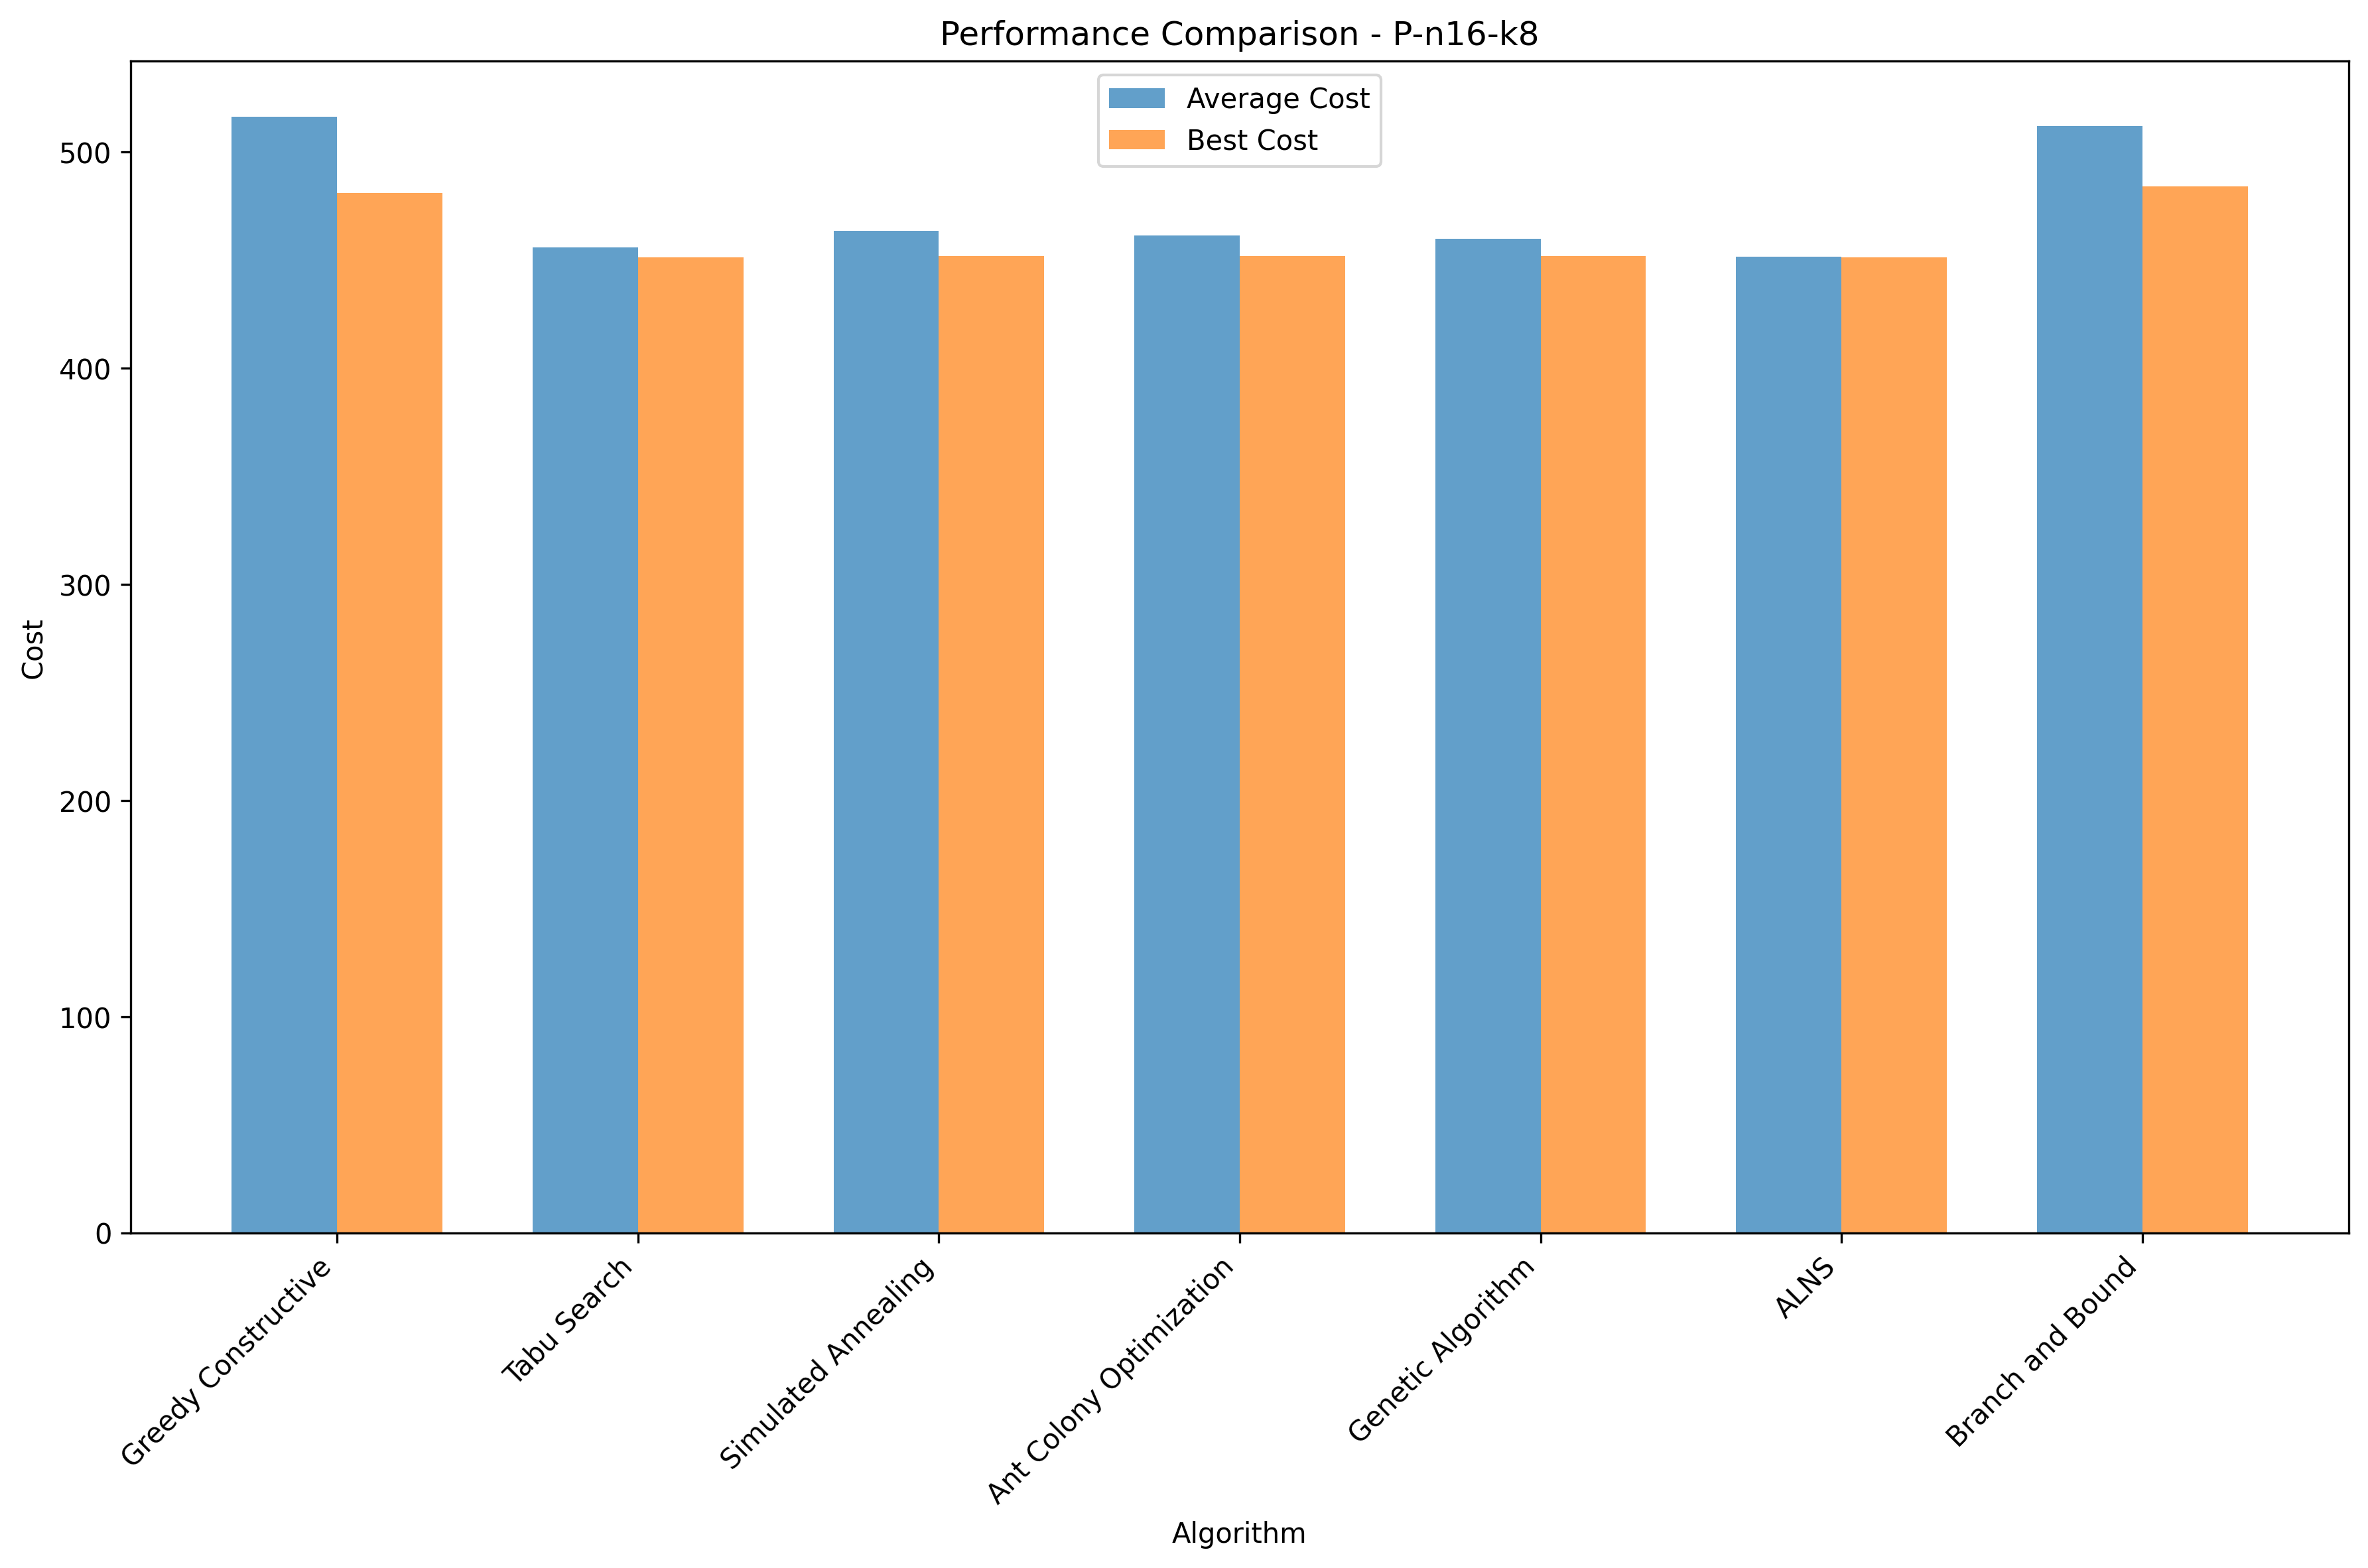 Performance Comparison - P-n16-k8
Average Cost
Best Cost
500
400
300
200
100
0
Cost
Greedy Constructive
Tabu Search
Simulated Annealing
Ant Colony Optimization
Genetic Algorithm
ALNS
Branch and Bound
Algorithm